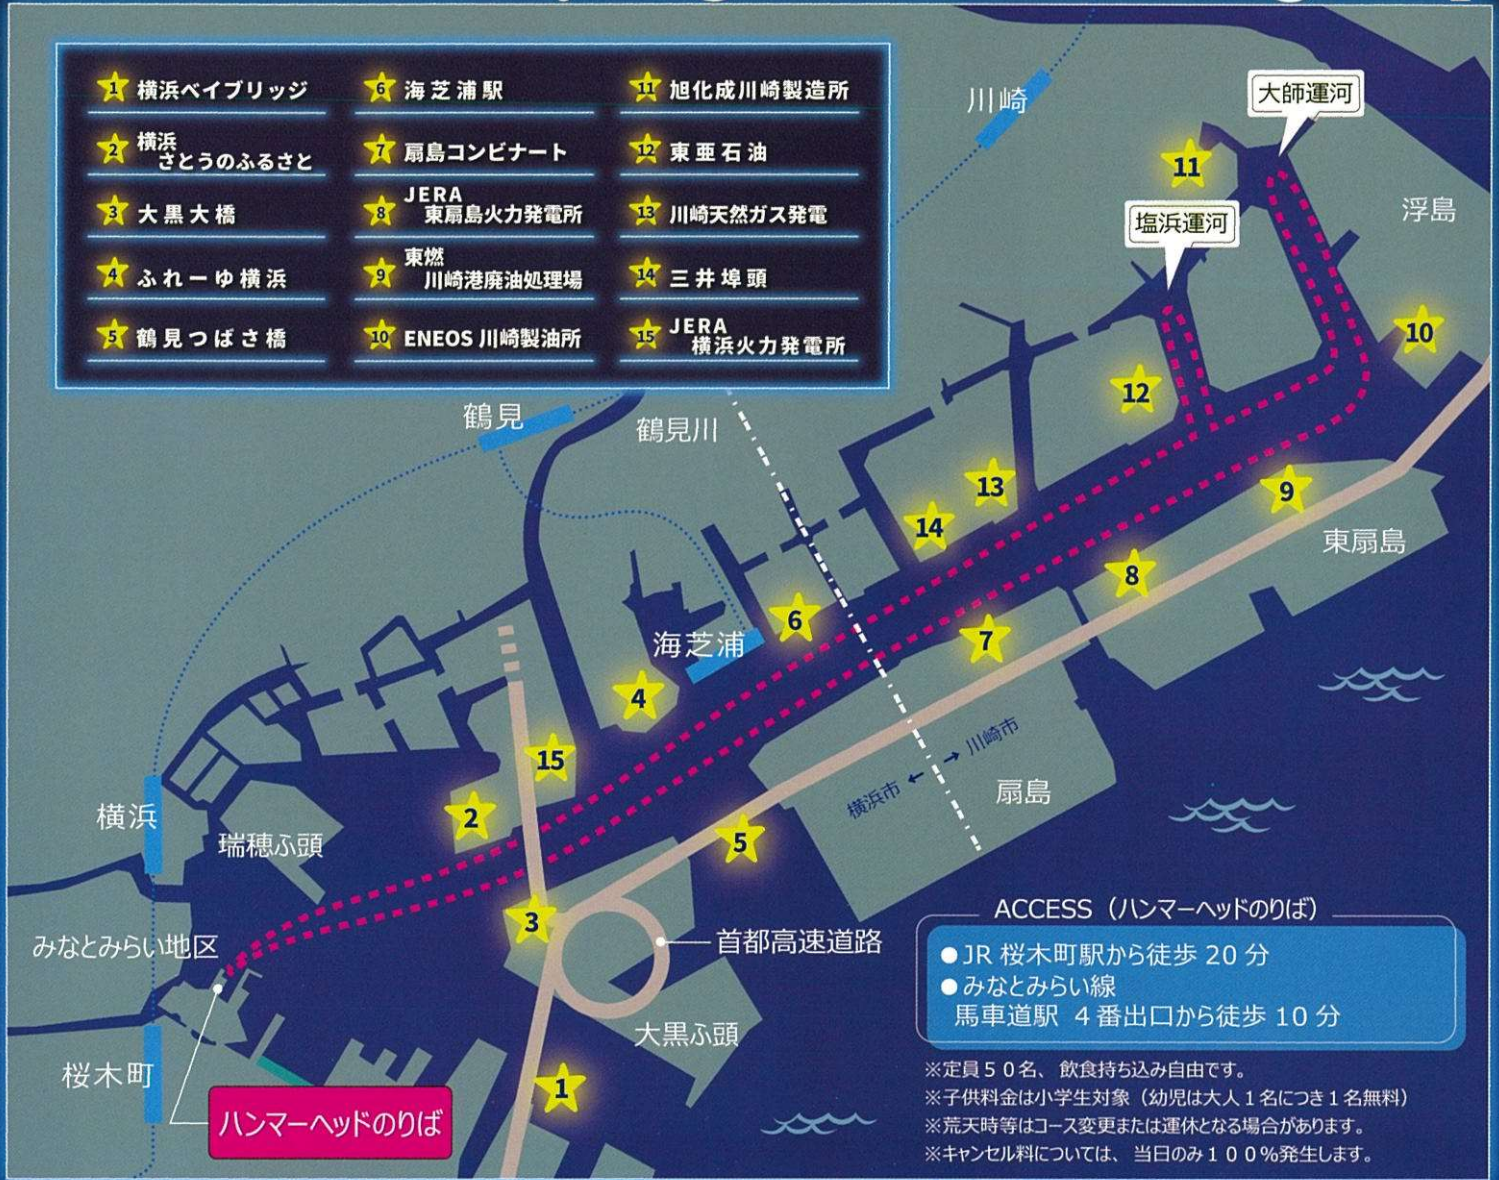 1 横浜ベイブリッジ
2 横浜
さとうのふるさと
3 大黒大橋
4 ふれーゆ横浜
5 鶴見つばさ橋
6 海芝浦駅
7 扇島コンビナート
8 JERA
東扇島火力発電所
9 東燃
川崎港廃油処理場
10 ENEOS 川崎製油所
11 旭化成川崎製造所
12 東亜石油
13 川崎天然ガス発電
14 三井埠頭
15 JERA
横浜火力発電所
川崎
大師運河
11
塩浜運河
浮島
10
12
鶴見
鶴見川
13
14
9
東扇島
8
6
7
海芝浦
4
川崎市
横浜市
扇島
15
2
5
横浜
瑞穂ふ頭
3
みなとみらい地区
首都高速道路
大黒ふ頭
桜木町
1
ハンマーヘッドのりば
ACCESS(ハンマーヘッドのりば)
●JR 桜木町駅から徒歩 20 分
●みなとみらい線
馬車道駅 4番出口から徒歩 10 分
※定員50名、飲食持ち込み自由です。
※子供料金は小学生対象(幼児は大人1名につき1名無料)
※荒天時等はコース変更または運休となる場合があります。
※キャンセル料については、当日のみ100%発生します。